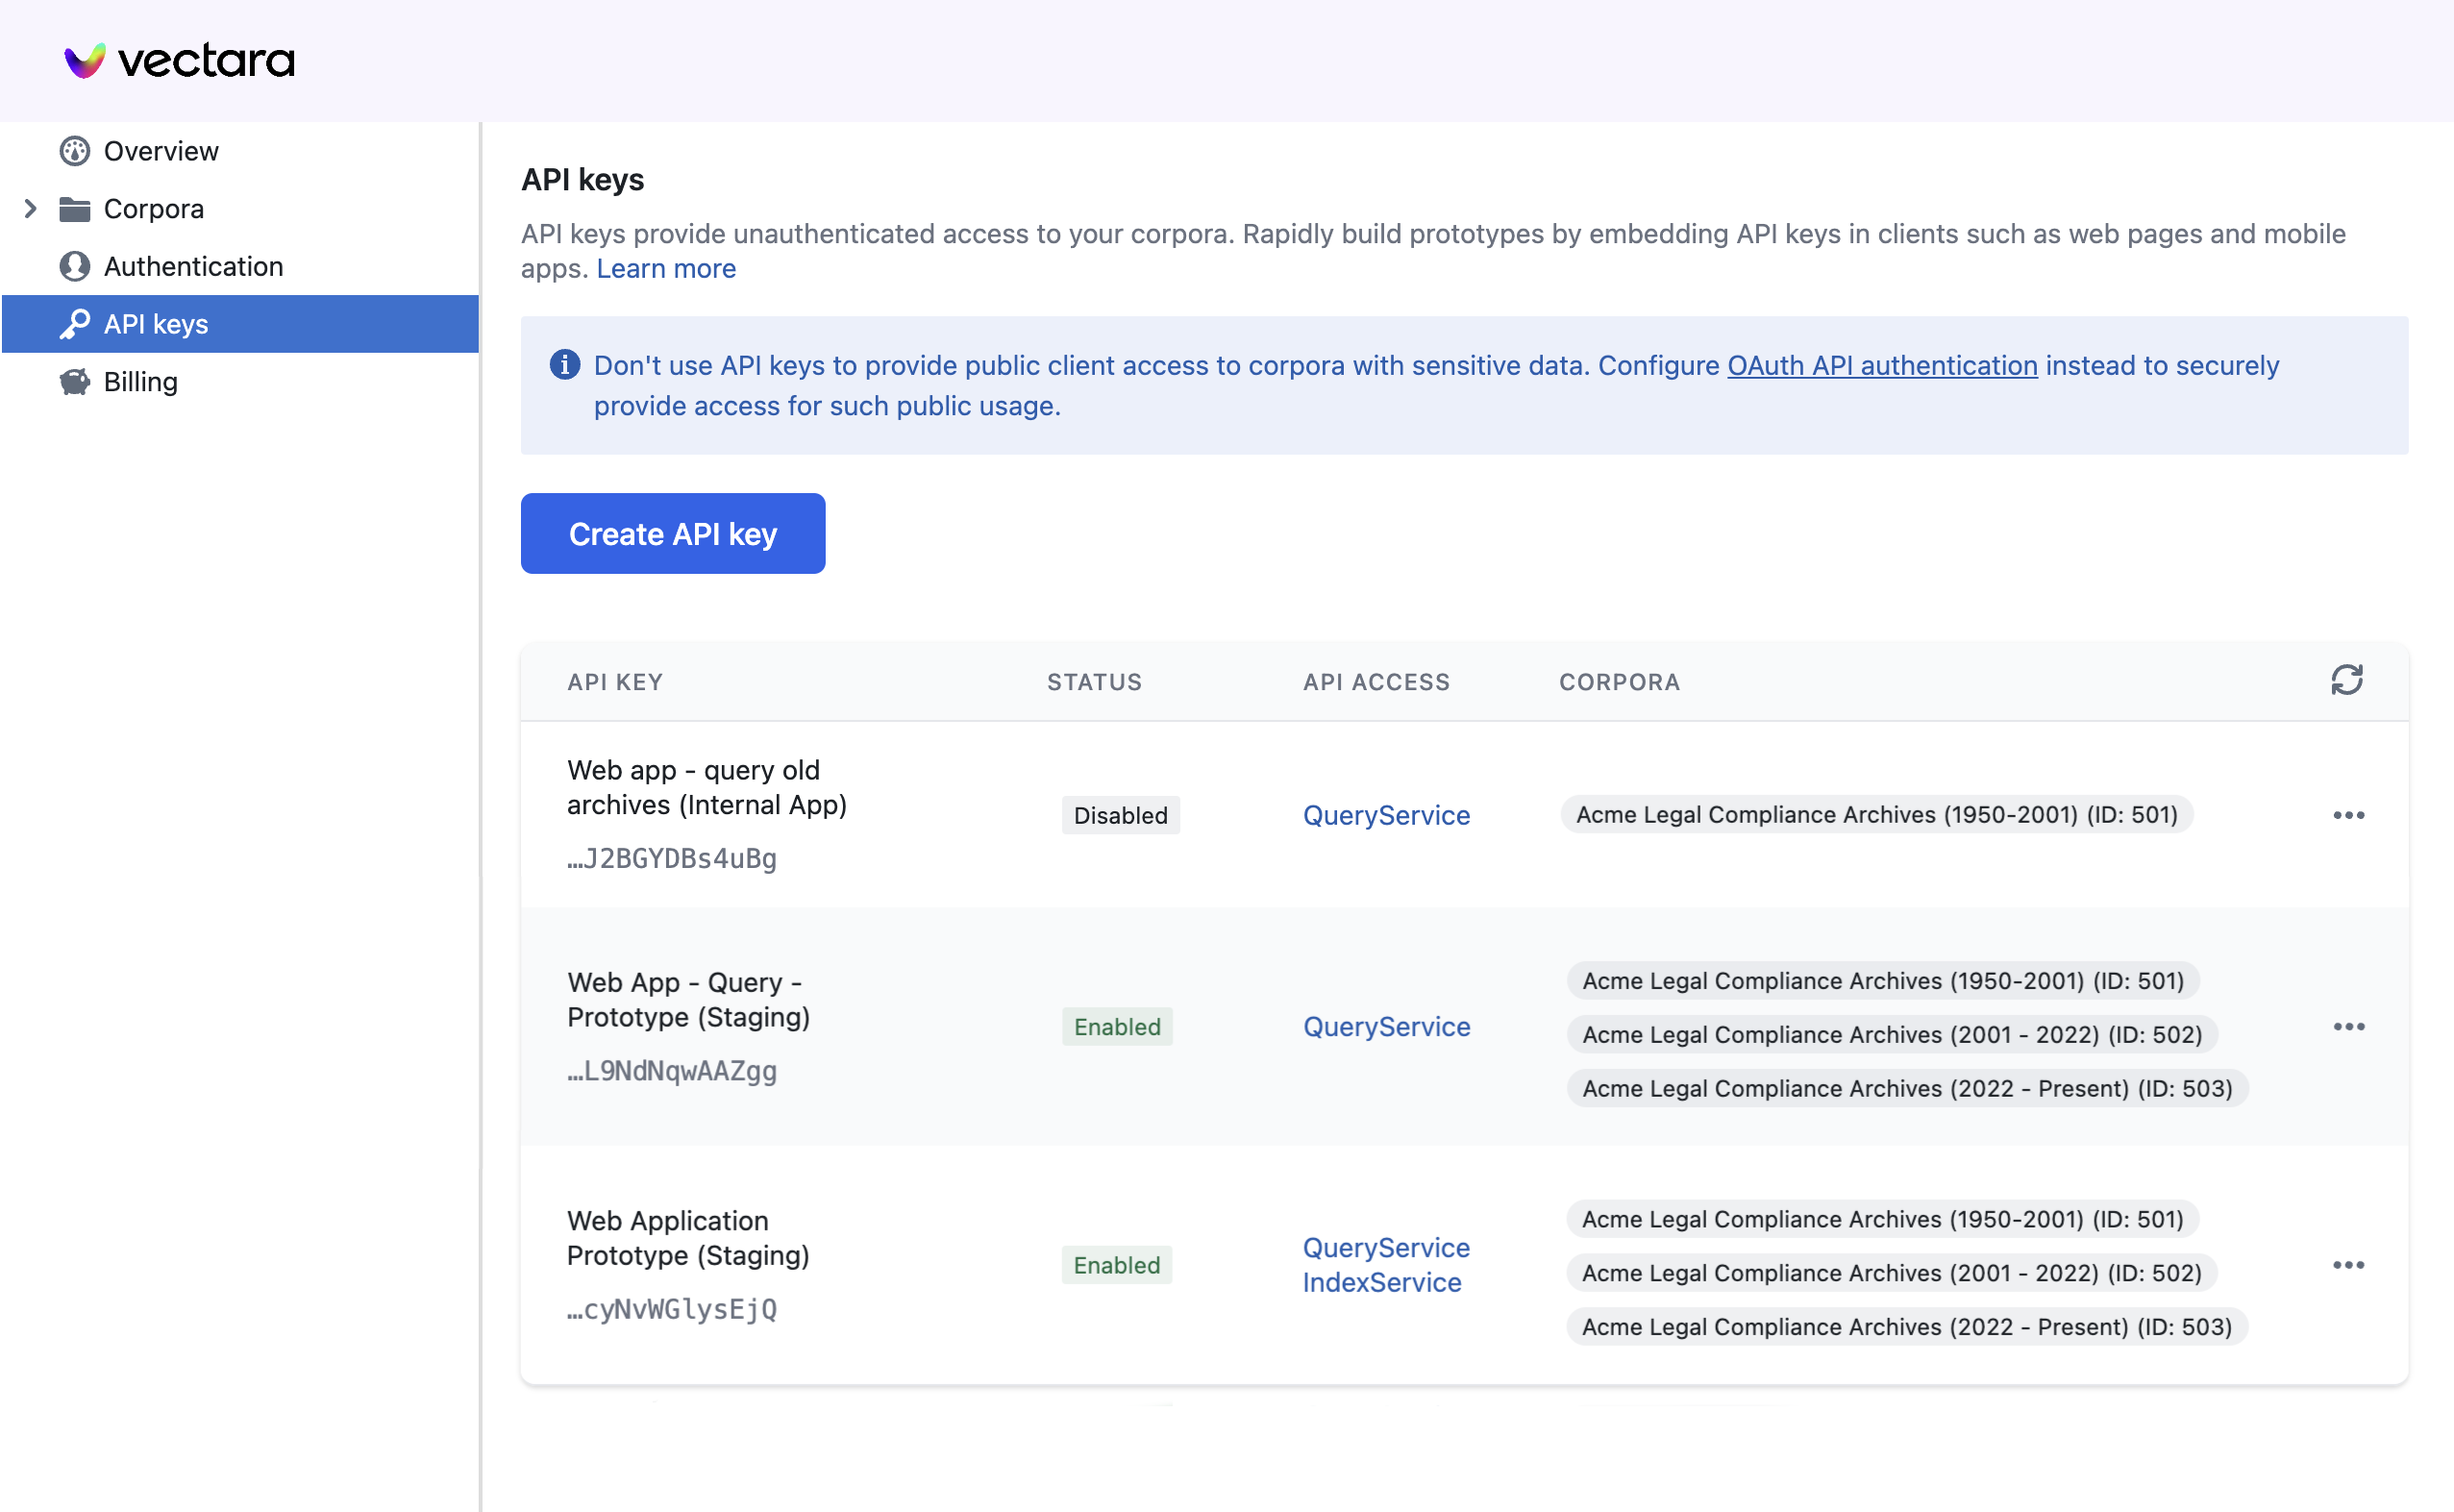 vectara
Overview
Corpora
Authentication
API keys
Billing
API keys
API keys provide unauthenticated access to your corpora. Rapidly build prototypes by embedding API keys in clients such as web pages and mobile
apps. Learn more
Don't use API keys to provide public client access to corpora with sensitive data. Configure OAuth API authentication instead to securely
provide access for such public usage.
Create API key
API KEY STATUS API ACCESS CORPORA
Web app - query old
archives (Internal App)
…J2BGYDBs4uBg
Disabled
QueryService
Acme Legal Compliance Archives (1950-2001) (ID: 501)
Web App - Query -
Prototype (Staging)
…L9NdNqwAAZgg
Enabled
QueryService
Acme Legal Compliance Archives (1950-2001) (ID: 501)
Acme Legal Compliance Archives (2001 - 2022) (ID: 502)
Acme Legal Compliance Archives (2022 - Present) (ID: 503)
Web Application
Prototype (Staging)
…cyNvWGlysEjQ
Enabled
QueryService
IndexService
Acme Legal Compliance Archives (1950-2001) (ID: 501)
Acme Legal Compliance Archives (2001 - 2022) (ID: 502)
Acme Legal Compliance Archives (2022 - Present) (ID: 503)